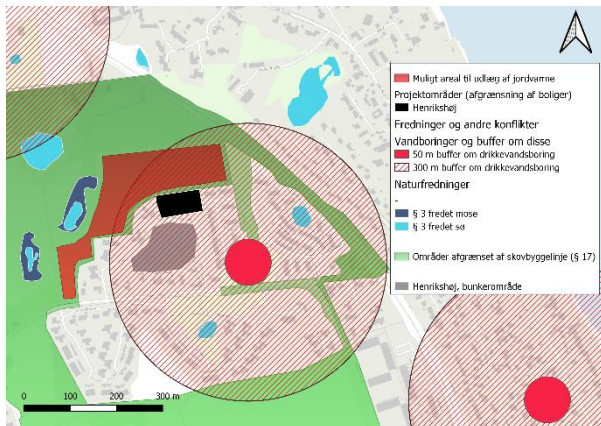 Muligt areal til udlæg af jordvarme
Projektområder (afgrænsning af boliger)
Henrikshøj
Fredninger og andre konflikter
Vandboringer og buffer om disse
50 m buffer om drikkevandsboring
300 m buffer om drikkevandsboring
Naturfredninger
-
§ 3 fredet mose
§ 3 fredet sø
Områder afgrænset af skovbyggelinje (§ 17)
Henrikshøj, bunkerområde
0 100 200 300 m